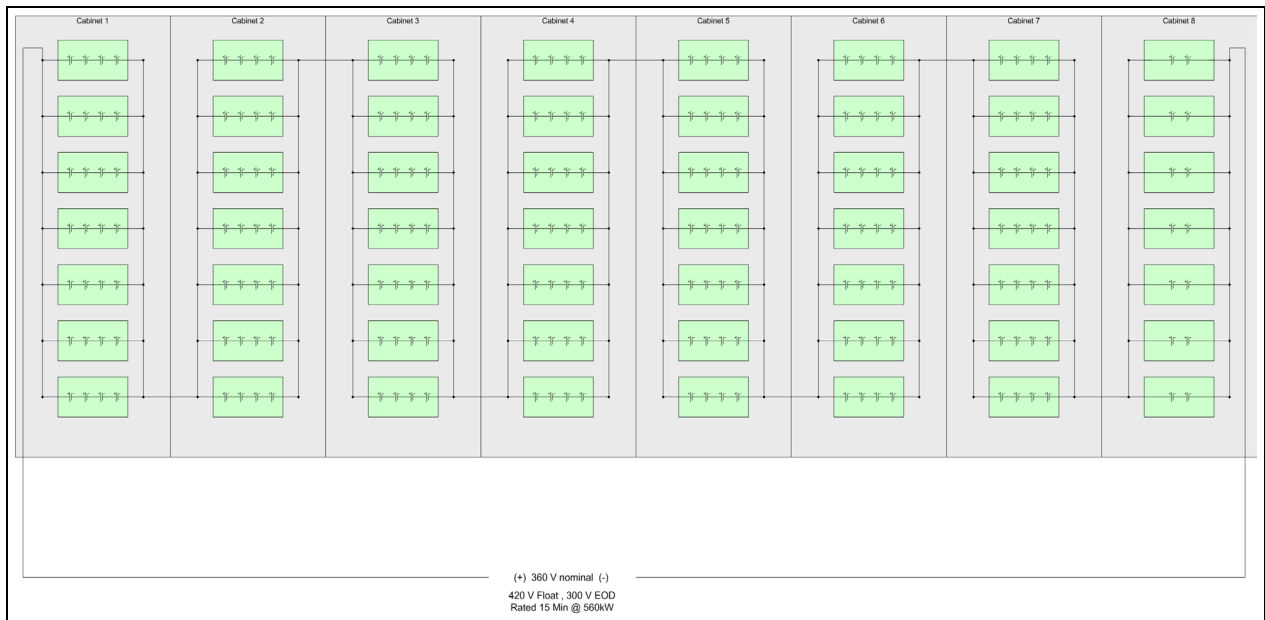 Cabinet 1
Cabinet 2
Cabinet 3
Cabinet 4
Cabinet 5
Cabinet 6
Cabinet 7
Cabinet 8
(+) 360 V nominal (-)
420 V Float , 300 V EOD
Rated 15 Min @ 560kW